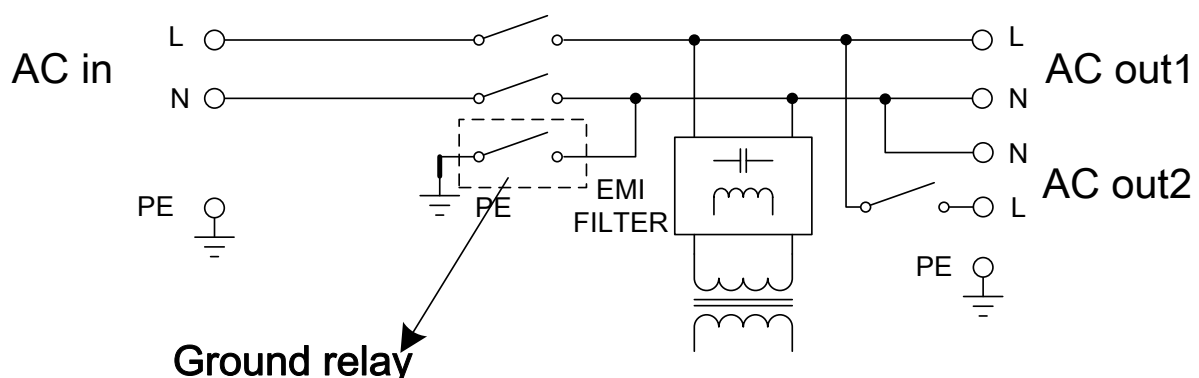 L
AC in
N
PE
PE
EMI
FILTER
Ground relay
L
AC out1
N
N
AC out2
L
PE